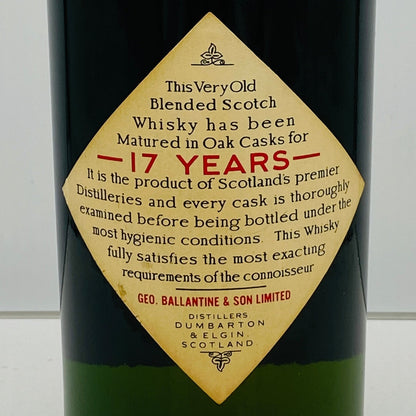 This Very Old
Blended Scotch
Whisky has been
Matured in Oak Casks for
—17 YEARS—
It is the product of Scotland's premier
Distilleries and every cask is thoroughly
examined before being bottled under the
most hygienic conditions. This Whisky
fully satisfies the most exacting
requirements of the connoisseur
GEO. BALLANTINE & SON LIMITED
DISTILLERS
DUMBARTON
& ELGIN.
SCOTLAND